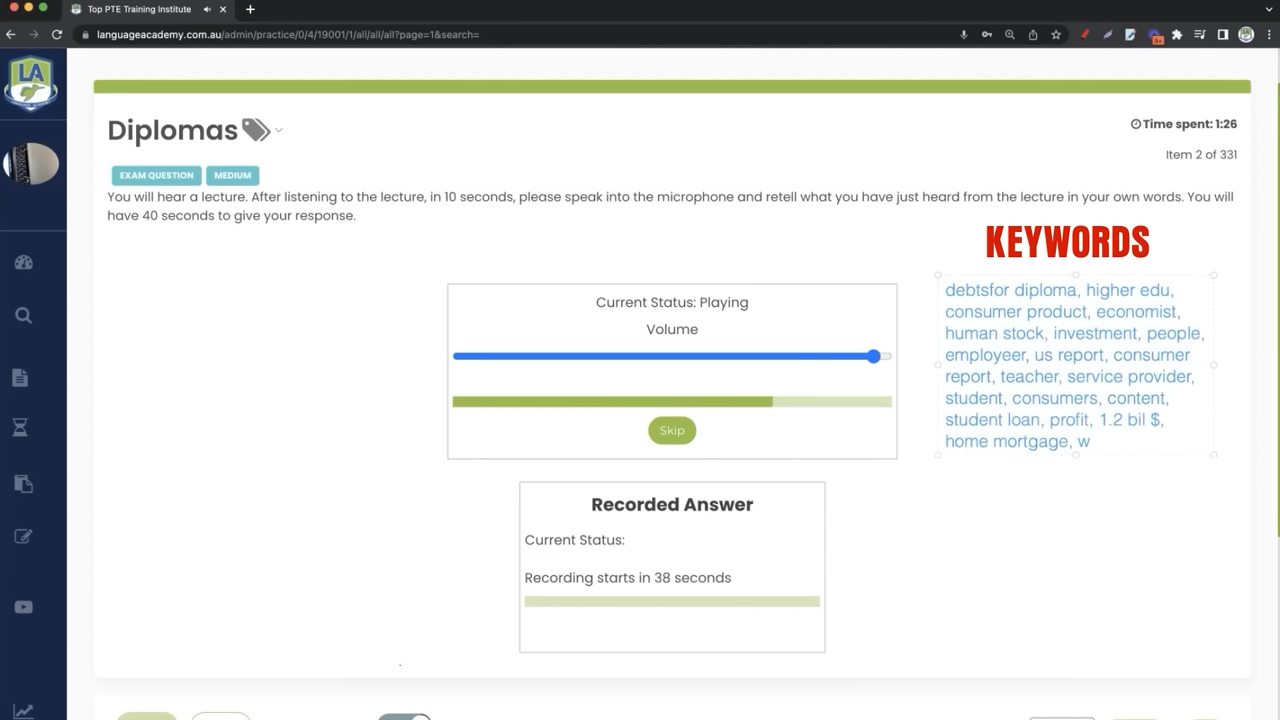 Top PTE Training Institute
languageacademy.com.au/admin/practice/0/4/19001/1/all/all/all?page=1&search=
LA
Diplomas
Time spent: 1:26
Item 2 of 331
EXAM QUESTION
MEDIUM
You will hear a lecture. After listening to the lecture, in 10 seconds, please speak into the microphone and retell what you have just heard from the lecture in your own words. You will
have 40 seconds to give your response.
KEYWORDS
debtsfor diploma, higher edu,
consumer product, economist,
human stock, investment, people,
employeer, us report, consumer
report, teacher, service provider,
student, consumers, content,
student loan, profit, 1.2 bil $,
home mortgage, w
Current Status: Playing
Volume
Skip
Recorded Answer
Current Status:
Recording starts in 38 seconds